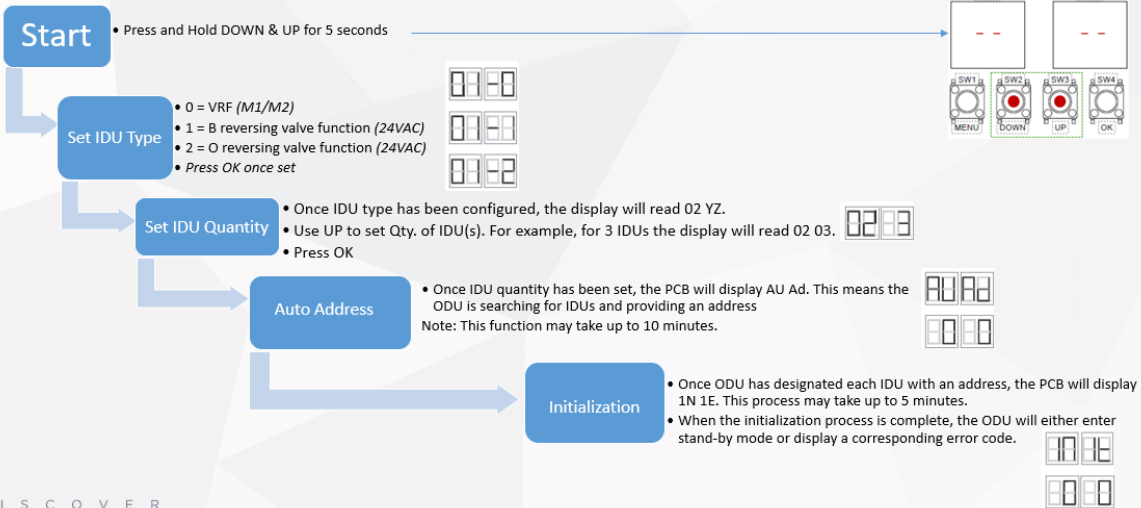 Start
• Press and Hold DOWN & UP for 5 seconds
-- --
SW1 SW2 SW3 SW4
MENU DOWN UP OK
Set IDU Type
• 0 = VRF (M1/M2)
• 1 = B reversing valve function (24VAC)
• 2 = O reversing valve function (24VAC)
• Press OK once set
01-0
01-1
01-2
Set IDU Quantity
• Once IDU type has been configured, the display will read 02 YZ.
• Use UP to set Qty. of IDU(s). For example, for 3 IDUs the display will read 02 03.
• Press OK
02 3
Auto Address
• Once IDU quantity has been set, the PCB will display AU Ad. This means the
ODU is searching for IDUs and providing an address
Note: This function may take up to 10 minutes.
AU Ad
0 0
Initialization
• Once ODU has designated each IDU with an address, the PCB will display
1N 1E. This process may take up to 5 minutes.
• When the initialization process is complete, the ODU will either enter
stand-by mode or display a corresponding error code.
1n 1t
0 0
I S C O V E R